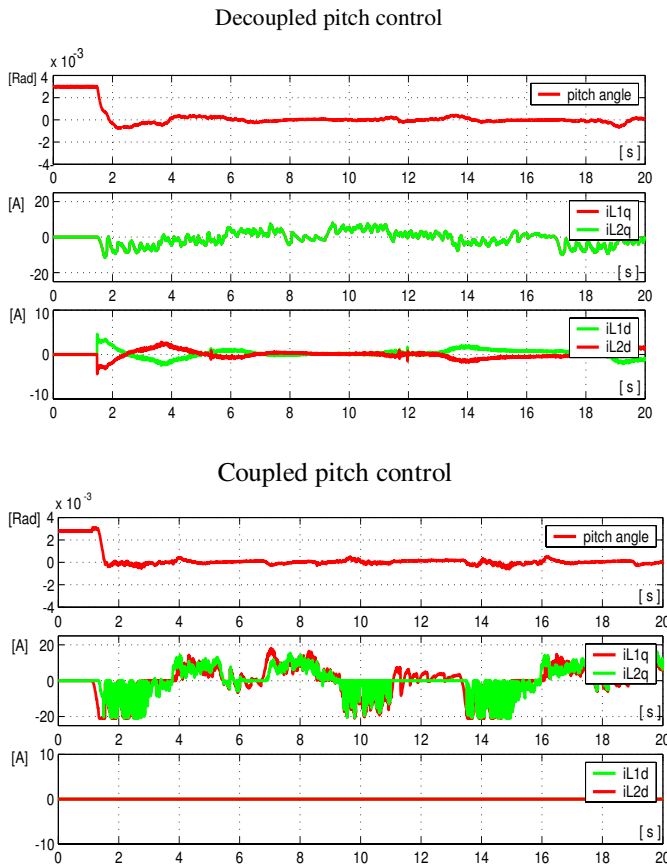 Decoupled pitch control
x 10 -3
[Rad]
4
2
0
-2
-4
pitch angle
[ s ]
0 2 4 6 8 10 12 14 16 18 20
[A]
20
0
-20
iL1q
iL2q
[ s ]
0 2 4 6 8 10 12 14 16 18 20
[A]
10
0
-10
iL1d
iL2d
[ s ]
0 2 4 6 8 10 12 14 16 18 20
Coupled pitch control
x 10 -3
[Rad]
4
2
0
-2
-4
pitch angle
[ s ]
0 2 4 6 8 10 12 14 16 18 20
[A]
20
0
-20
iL1q
iL2q
[ s ]
0 2 4 6 8 10 12 14 16 18 20
[A]
10
0
-10
iL1d
iL2d
[ s ]
0 2 4 6 8 10 12 14 16 18 20